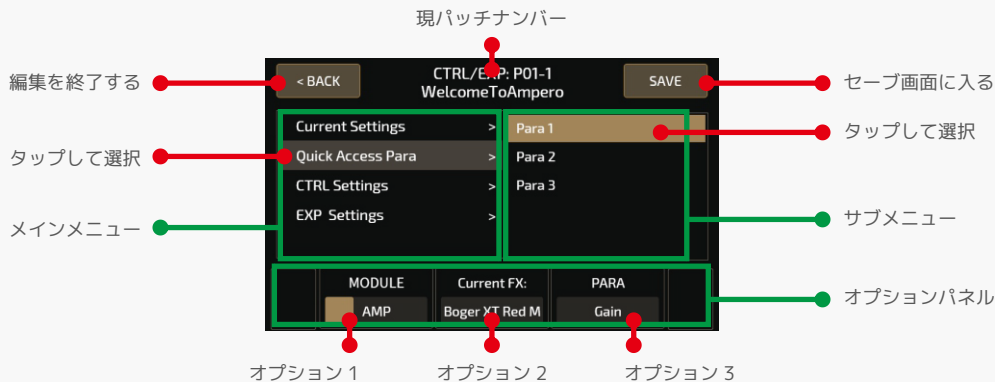 現パッチナンバー
編集を終了する
< BACK
CTRL/EXP: P01-1
WelcomeToAmpero
SAVE
セーブ画面に入る
Current Settings >
Para 1
タップして選択
タップして選択
Quick Access Para >
Para 2
CTRL Settings >
Para 3
メインメニュー
EXP Settings >
サブメニュー
MODULE
Current FX:
PARA
オプションパネル
AMP
Boger XT Red M
Gain
オプション 1
オプション 2
オプション 3